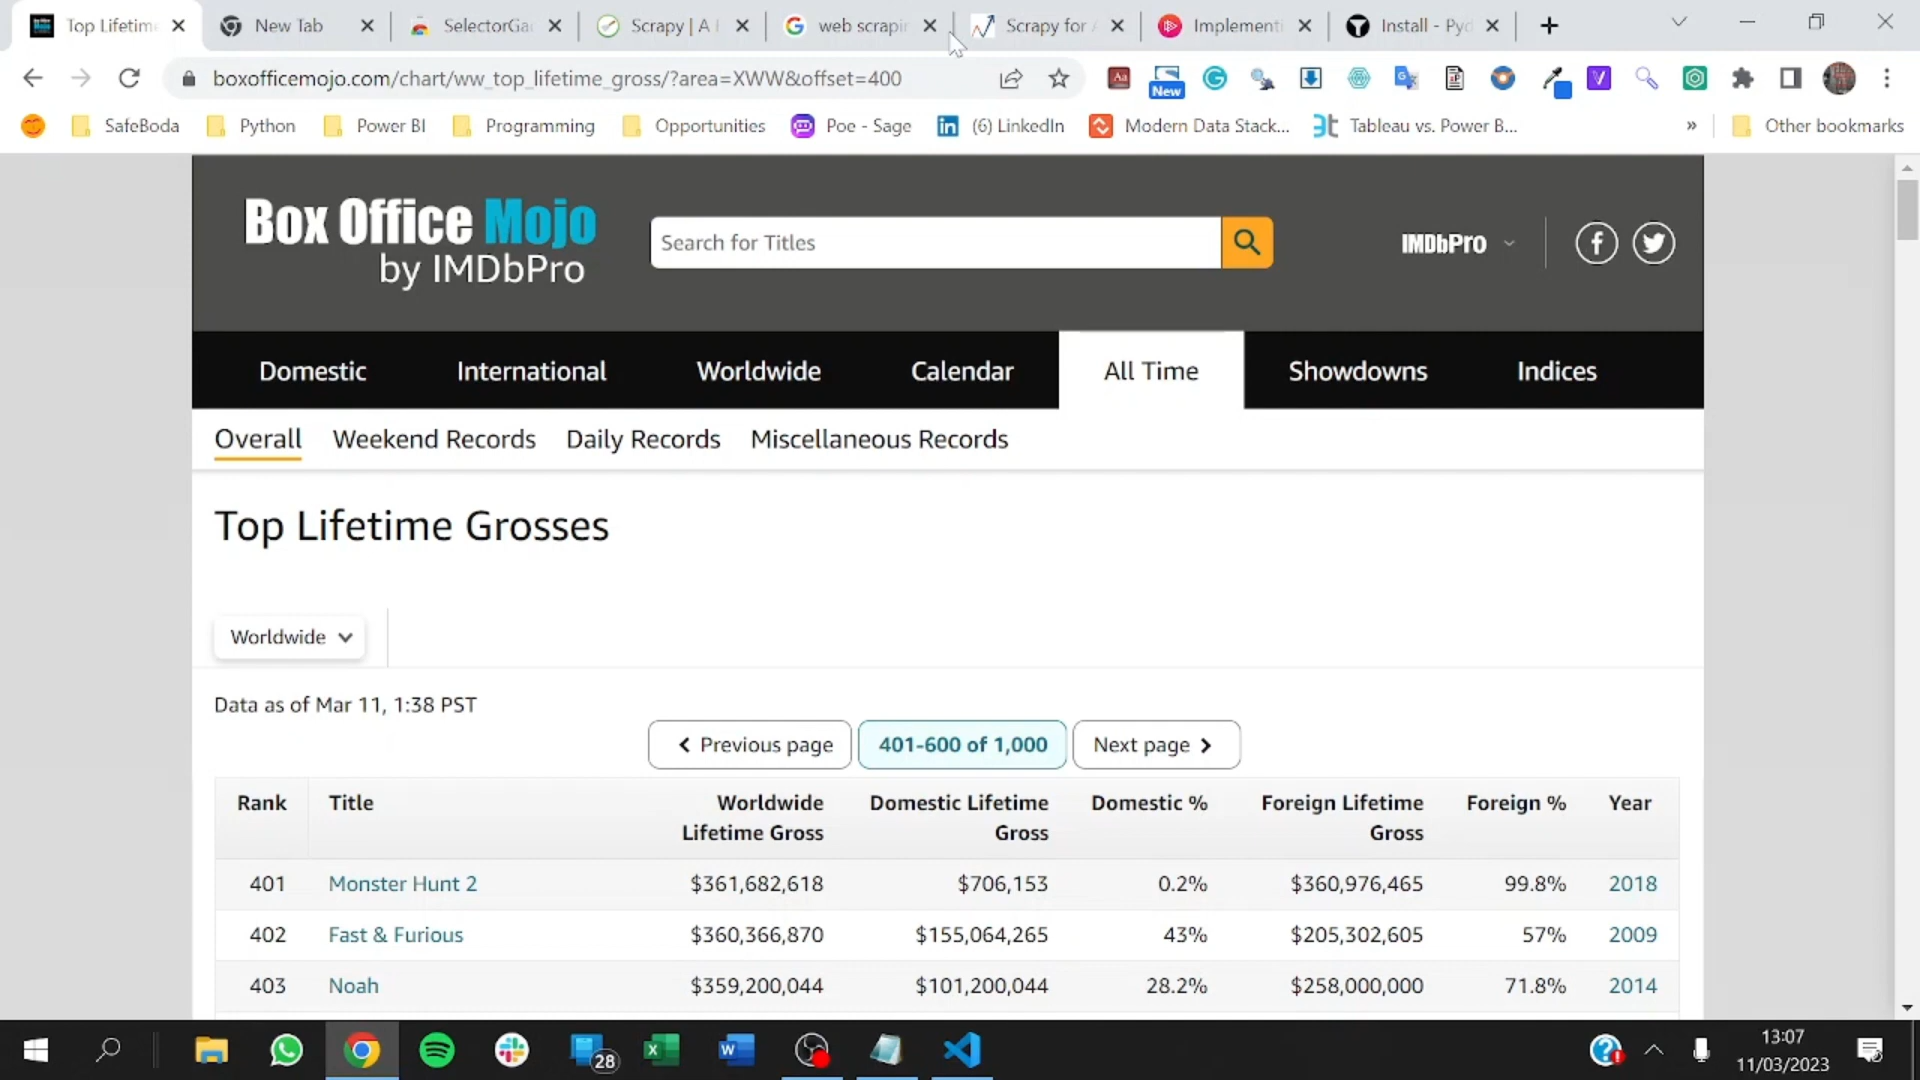 Top Lifetime
New Tab
SelectorGa
Scrapy | A
web scrapin
Scrapy for
Implementi
Install - Pyd
boxofficemojo.com/chart/ww_top_lifetime_gross/?area=XWW&offset=400
New
SafeBoda
Python
Power BI
Programming
Opportunities
Poe - Sage
(6) LinkedIn
Modern Data Stack...
Tableau vs. Power B...
»
Other bookmarks
Box Office Mojo
by IMDbPro
Search for Titles
IMDbPro
Domestic
International
Worldwide
Calendar
All Time
Showdowns
Indices
Overall
Weekend Records
Daily Records
Miscellaneous Records
Top Lifetime Grosses
Worldwide
Data as of Mar 11, 1:38 PST
Previous page
401-600 of 1,000
Next page
Rank Title Worldwide Lifetime Gross Domestic Lifetime Gross Domestic % Foreign Lifetime Gross Foreign % Year
401 Monster Hunt 2 $361,682,618 $706,153 0.2% $360,976,465 99.8% 2018
402 Fast & Furious $360,366,870 $155,064,265 43% $205,302,605 57% 2009
403 Noah $359,200,044 $101,200,044 28.2% $258,000,000 71.8% 2014
28
13:07
11/03/2023